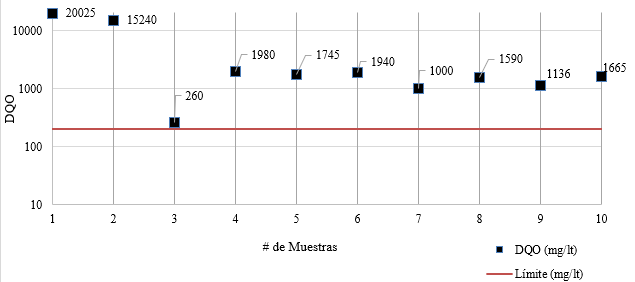 20025
15240
10000
1980
1745
1940
1590
1665
1000
1136
1000
260
DQO
100
10
1 2 3 4 5 6 7 8 9 10
# de Muestras
DQO (mg/lt)
Límite (mg/lt)